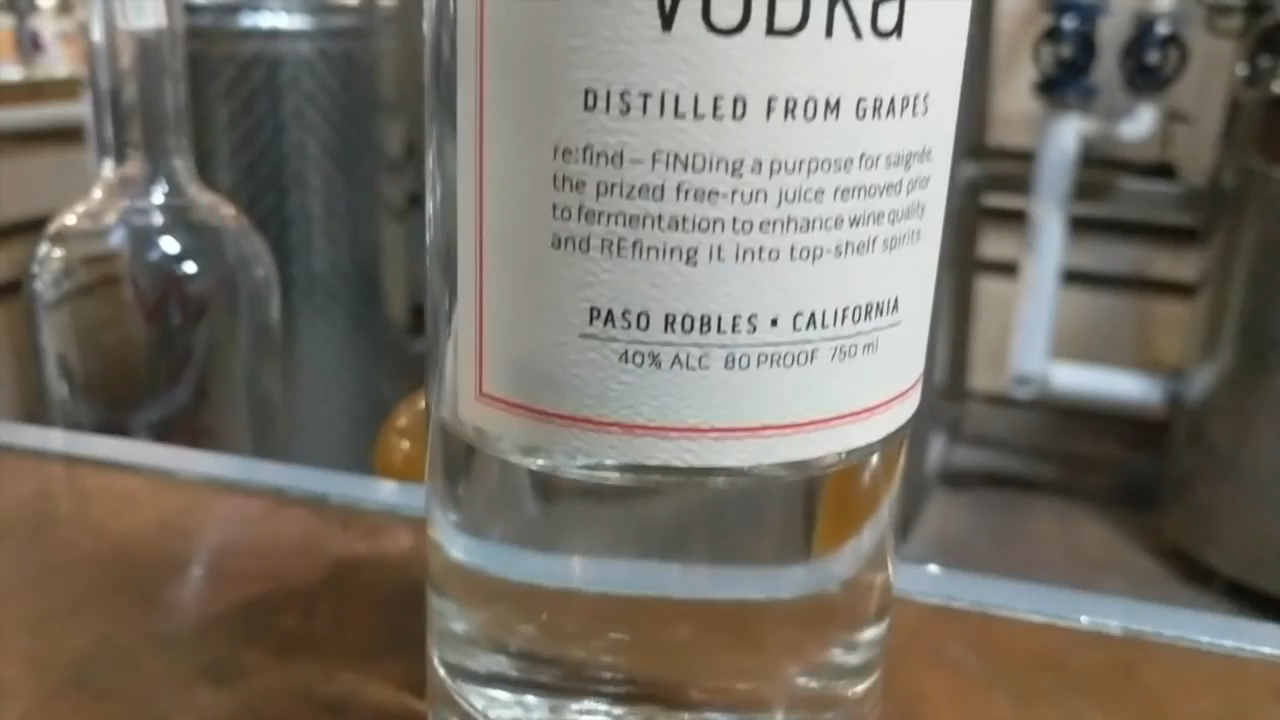 VODKa
DISTILLED FROM GRAPES
re:find – FINDing a purpose for saignée,
the prized free-run juice removed prior
to fermentation to enhance wine quality
and REfining it into top-shelf spirits.
PASO ROBLES ▪ CALIFORNIA
40% ALC 80 PROOF 750 ml